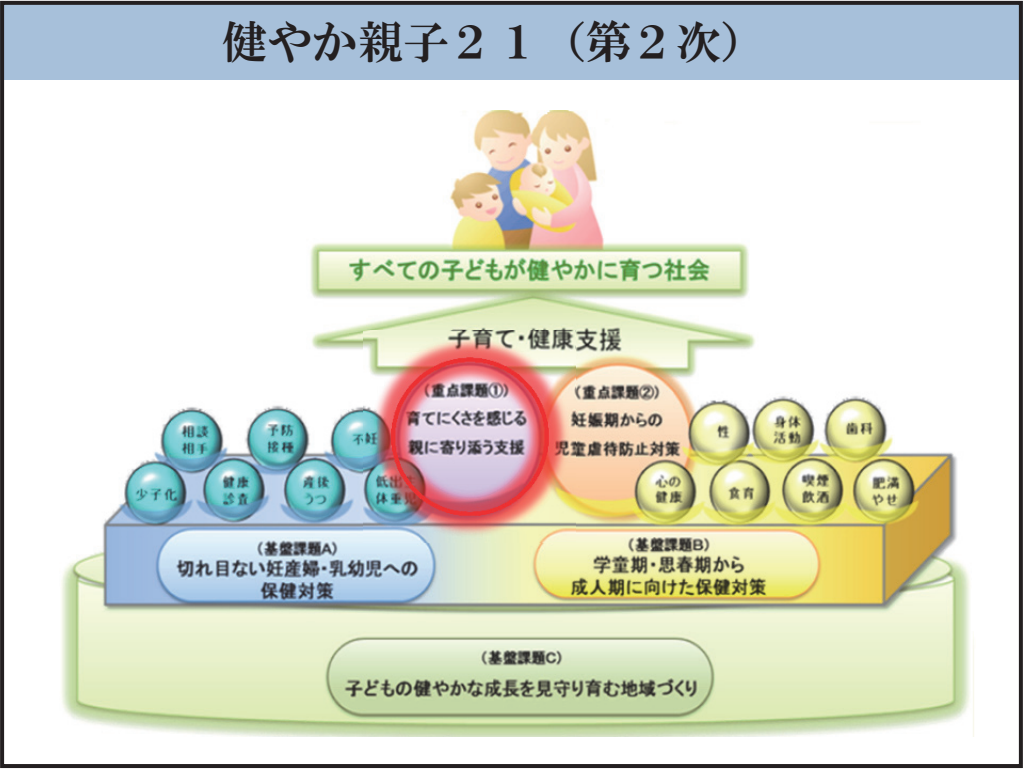 健やか親子２１（第２次）
すべての子どもが健やかに育つ社会
子育て・健康支援
（重点課題①）
育てにくさを感じる
親に寄り添う支援
（重点課題②）
妊娠期からの
児童虐待防止対策
相談
相手
予防
接種
不妊
少子化
健康
診査
産後
うつ
低出生
体重児
性
身体
活動
歯科
心の
健康
食育
喫煙
飲酒
肥満
やせ
（基盤課題A）
切れ目ない妊産婦・乳幼児への
保健対策
（基盤課題B）
学童期・思春期から
成人期に向けた保健対策
（基盤課題C）
子どもの健やかな成長を見守り育む地域づくり